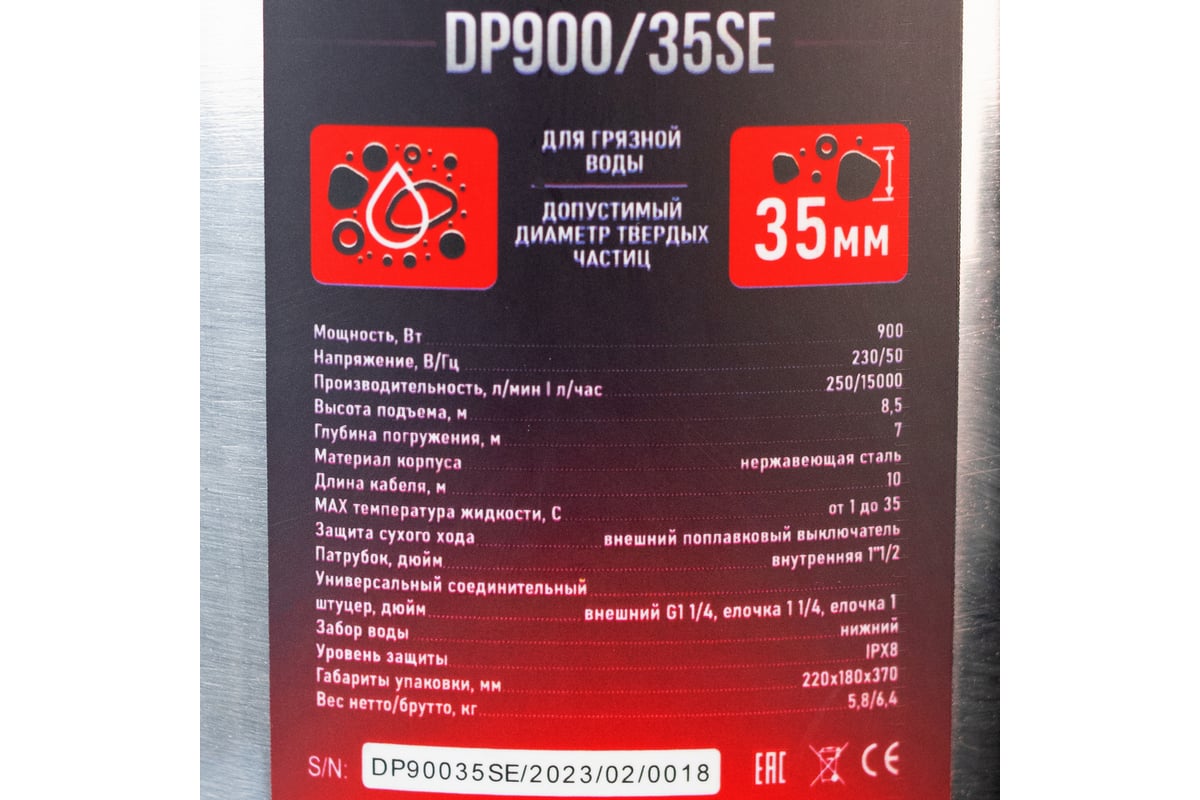 DP900/35SE
ДЛЯ ГРЯЗНОЙ
ВОДЫ
ДОПУСТИМЫЙ
ДИАМЕТР ТВЕРДЫХ
ЧАСТИЦ
35мм
Мощность, Вт 900
Напряжение, В/Гц 230/50
Производительность, л/мин | л/час 250/15000
Высота подъема, м 8,5
Глубина погружения, м 7
Материал корпуса нержавеющая сталь
Длина кабеля, м 10
MAX температура жидкости, С от 1 до 35
Защита сухого хода внешний поплавковый выключатель
Патрубок, дюйм внутренняя 1"1/2
Универсальный соединительный
штуцер, дюйм внешний G1 1/4, елочка 1 1/4, елочка 1
Забор воды нижний
Уровень защиты IPX8
Габариты упаковки, мм 220х180х370
Вес нетто/брутто, кг 5,8/6,4
S/N: DP90035SE/2023/02/0018 EAC CE